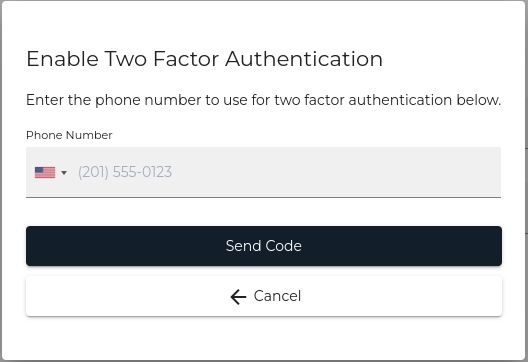 Enable Two Factor Authentication
Enter the phone number to use for two factor authentication below.
Phone Number
(201) 555-0123
Send Code
Cancel